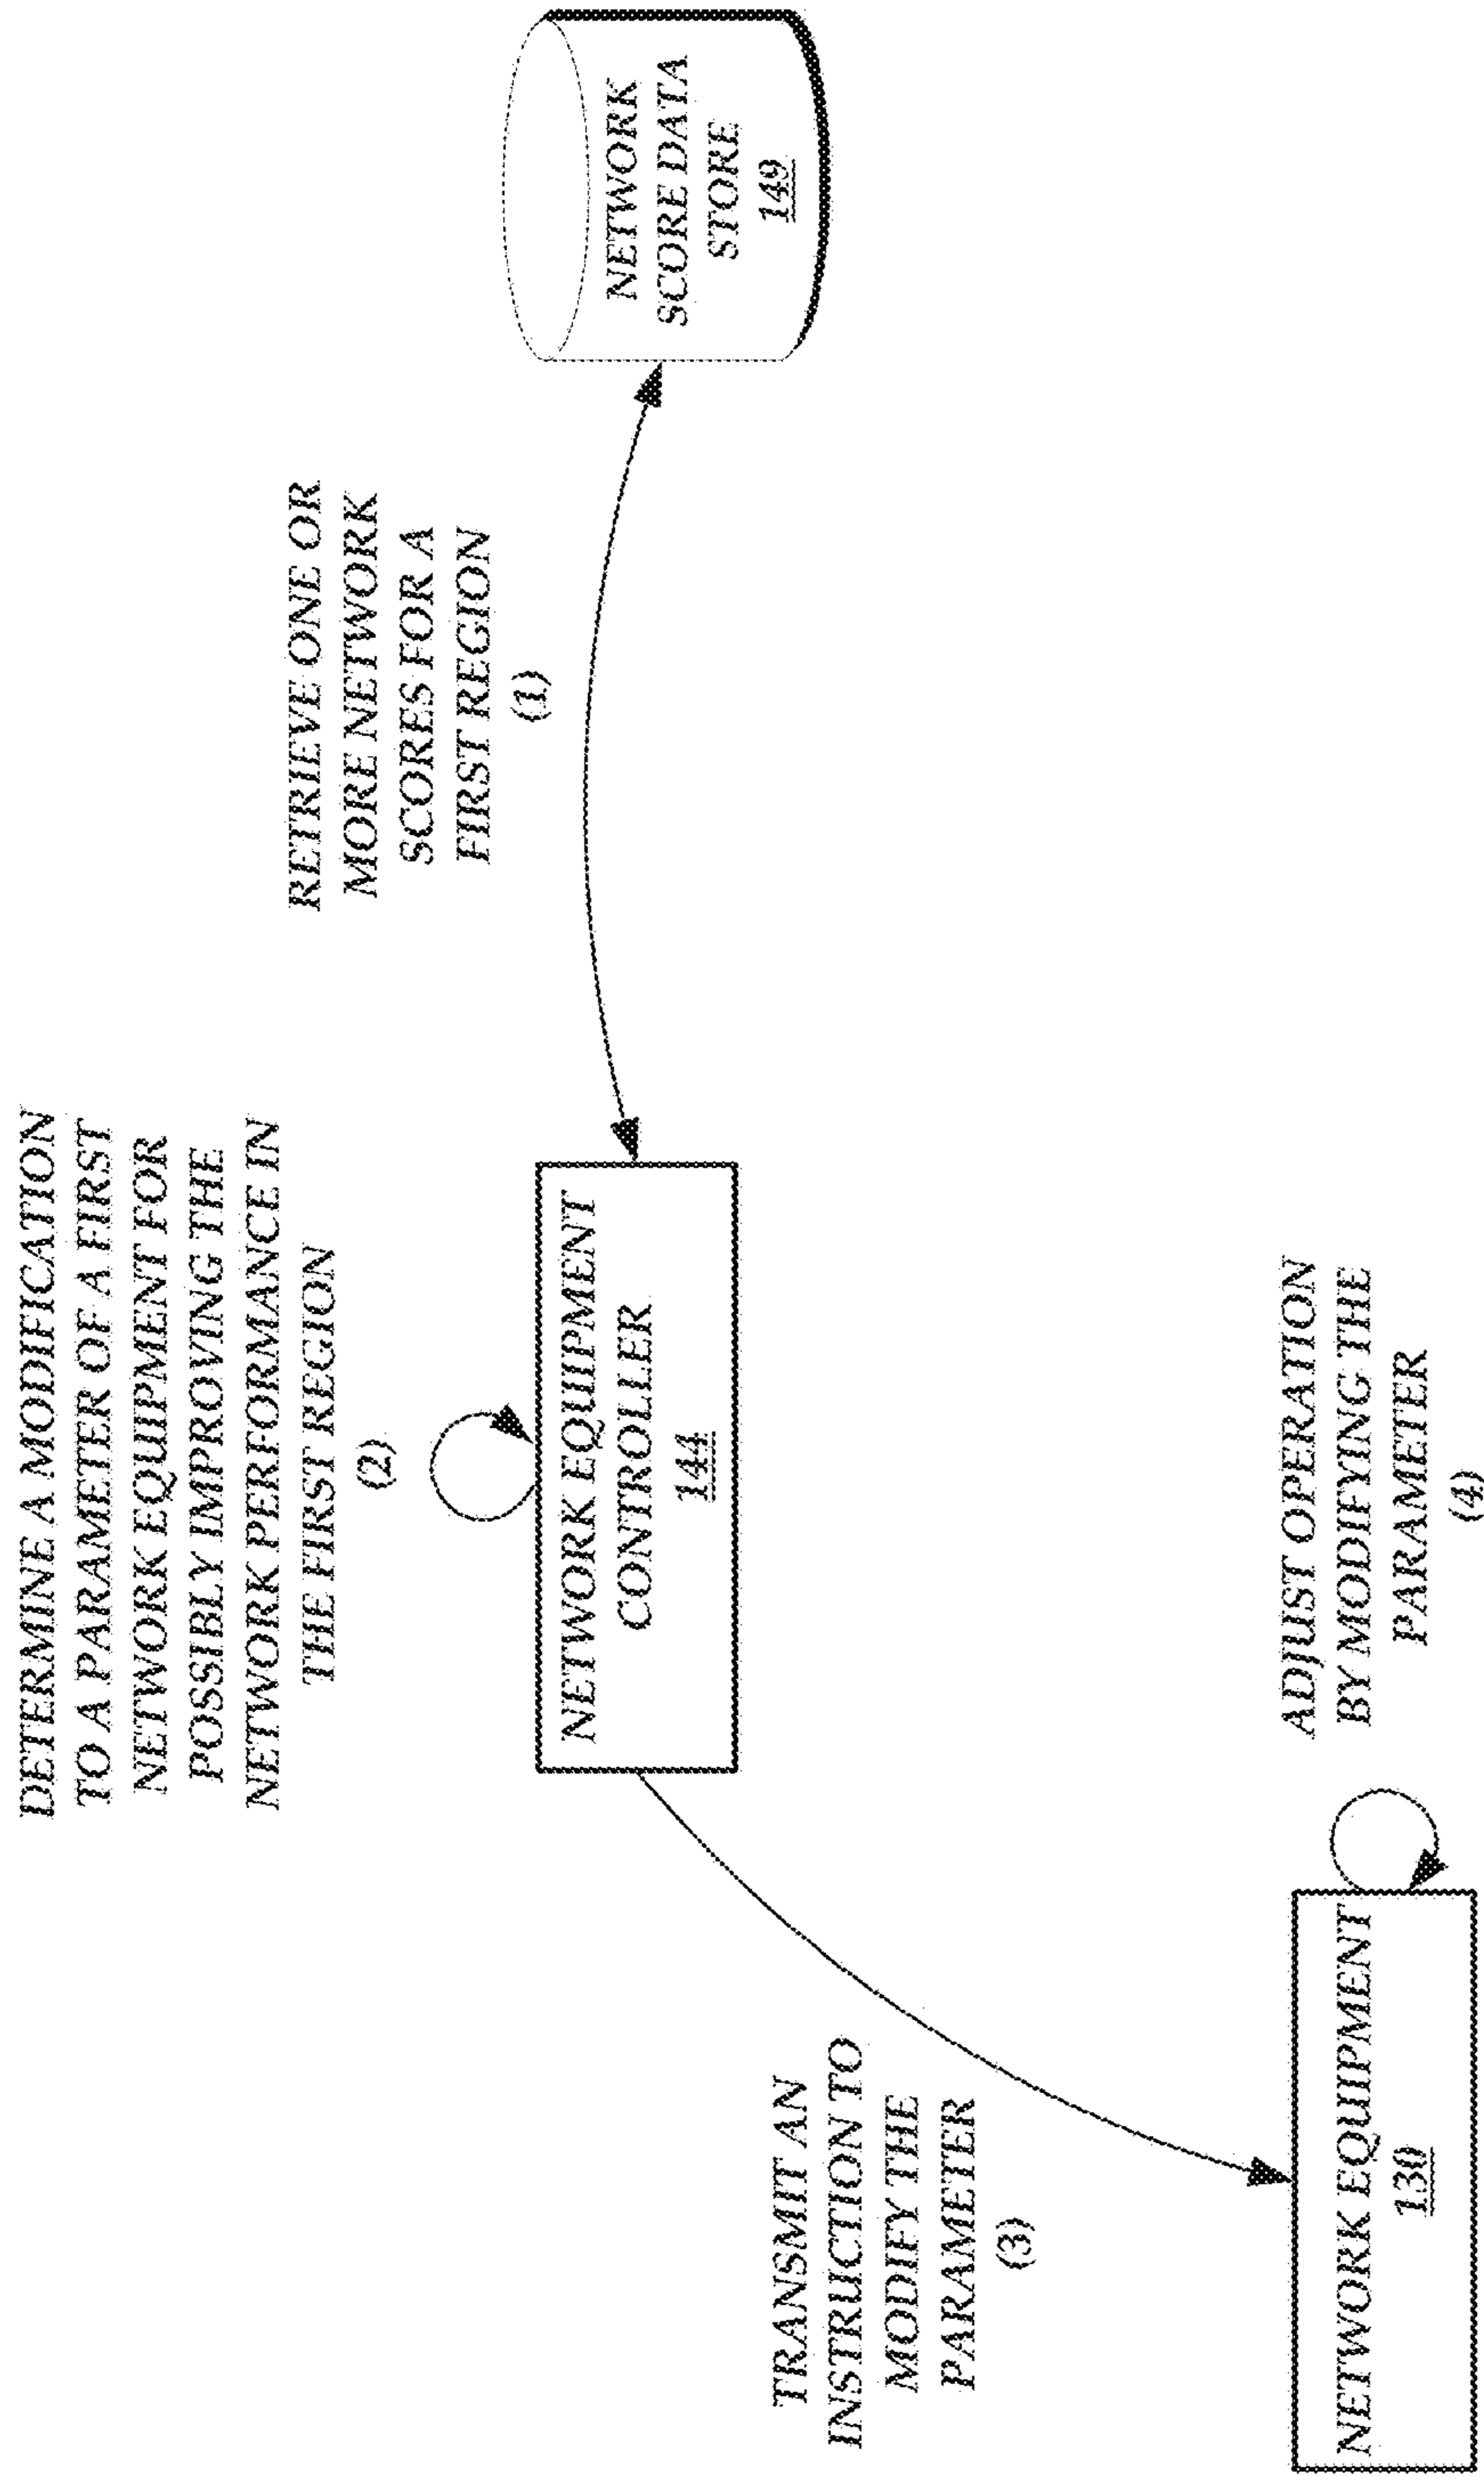 DETERMINE A MODIFICATION
TO A PARAMETER OF A FIRST
NETWORK EQUIPMENT FOR
POSSIBLY IMPROVING THE
NETWORK PERFORMANCE IN
THE FIRST REGION
(2)
RETRIEVE ONE OR
MORE NETWORK
SCORES FOR A
FIRST REGION
(1)
NETWORK EQUIPMENT
CONTROLLER
144
NETWORK
SCORE DATA
STORE
149
TRANSMIT AN
INSTRUCTION TO
MODIFY THE
PARAMETER
(3)
ADJUST OPERATION
BY MODIFYING THE
PARAMETER
(4)
NETWORK EQUIPMENT
130